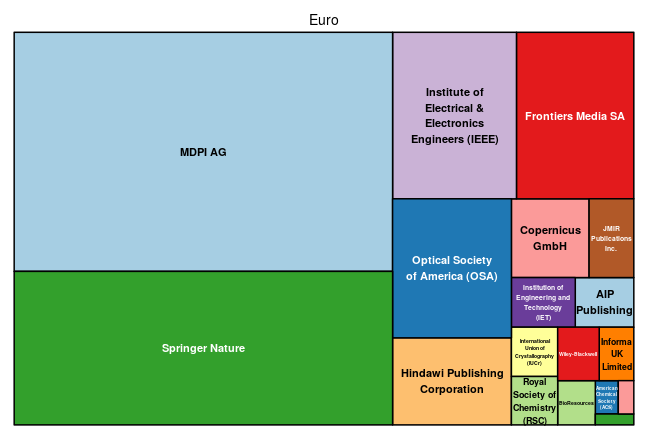 Euro
MDPI AG
Springer Nature
Institute of
Electrical &
Electronics
Engineers (IEEE)
Frontiers Media SA
Optical Society
of America (OSA)
Hindawi Publishing
Corporation
Copernicus
GmbH
JMIR
Publications
Inc.
Institution of
Engineering and
Technology
(IET)
AIP
Publishing
International
Union of
Crystallography
(IUCr)
Wiley-Blackwell
Informa
UK
Limited
Royal
Society of
Chemistry
(RSC)
BioResources
American
Chemical
Society
(ACS)